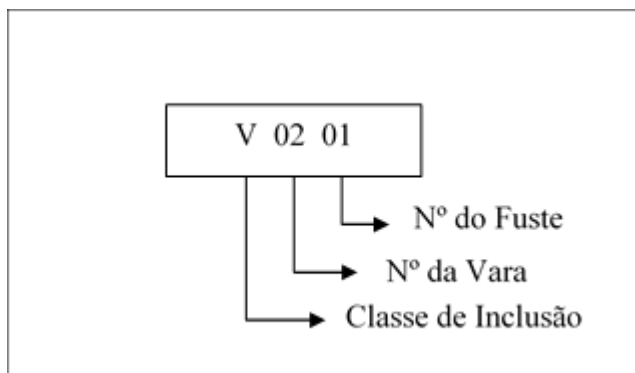 V 02 01
Nº do Fuste
Nº da Vara
Classe de Inclusão